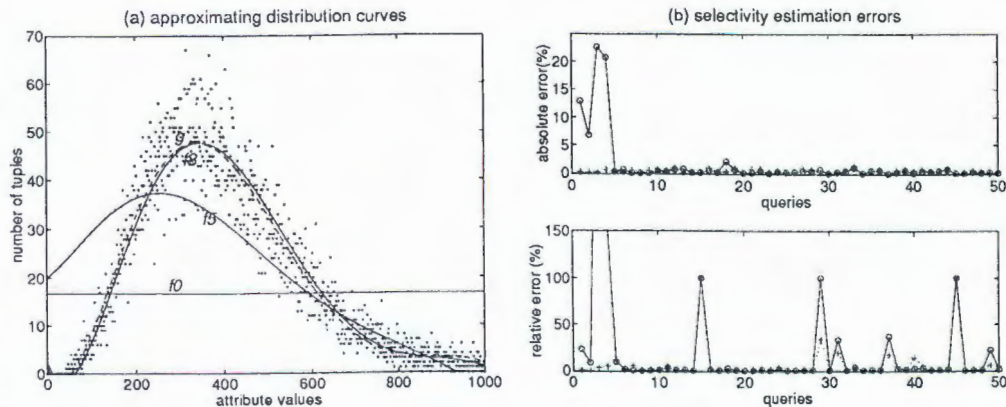 (a) approximating distribution curves
number of tuples
70
60
50
40
30
20
10
0
g
f8
f5
f0
0
200
400
600
800
1000
attribute values
(b) selectivity estimation errors
absolute error(%)
20
15
10
5
0
0
10
20
30
40
50
queries
relative error (%)
150
100
50
0
0
10
20
30
40
50
queries